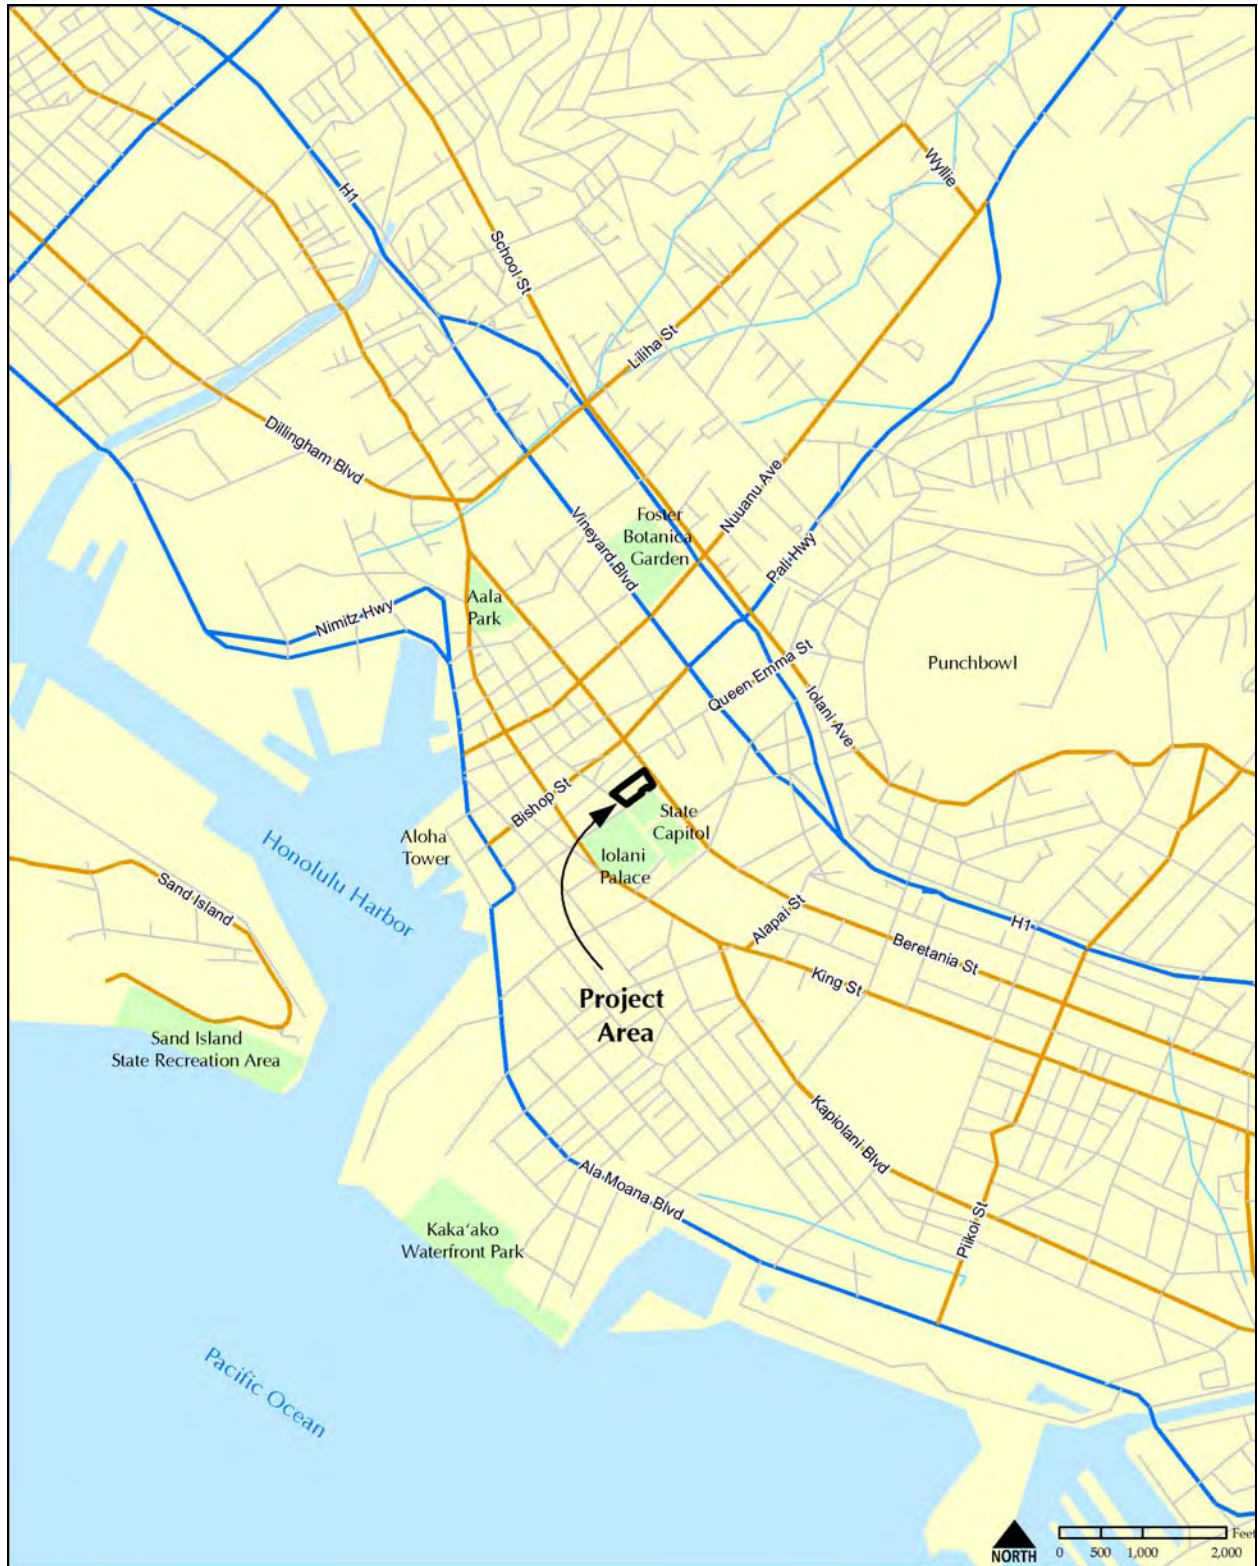 Wyllie
H1
School St
Liliha St
Dillingham Blvd
Nuuanu Ave
Foster
Botanica
Garden
Vineyard Blvd
Pali Hwy
Aala
Park
Nimitz Hwy
Queen Emma St
Punchbowl
Iolani Ave
Bishop St
State
Capitol
Aloha
Tower
Iolani
Palace
Honolulu Harbor
Sand Island
Alapai St
H1
Beretania St
King St
Project
Area
Sand Island
State Recreation Area
Kapiolani Blvd
Ala Moana Blvd
Piikoi St
Kakaʻako
Waterfront Park
Pacific Ocean
NORTH
Feet
0 500 1,000 2,000